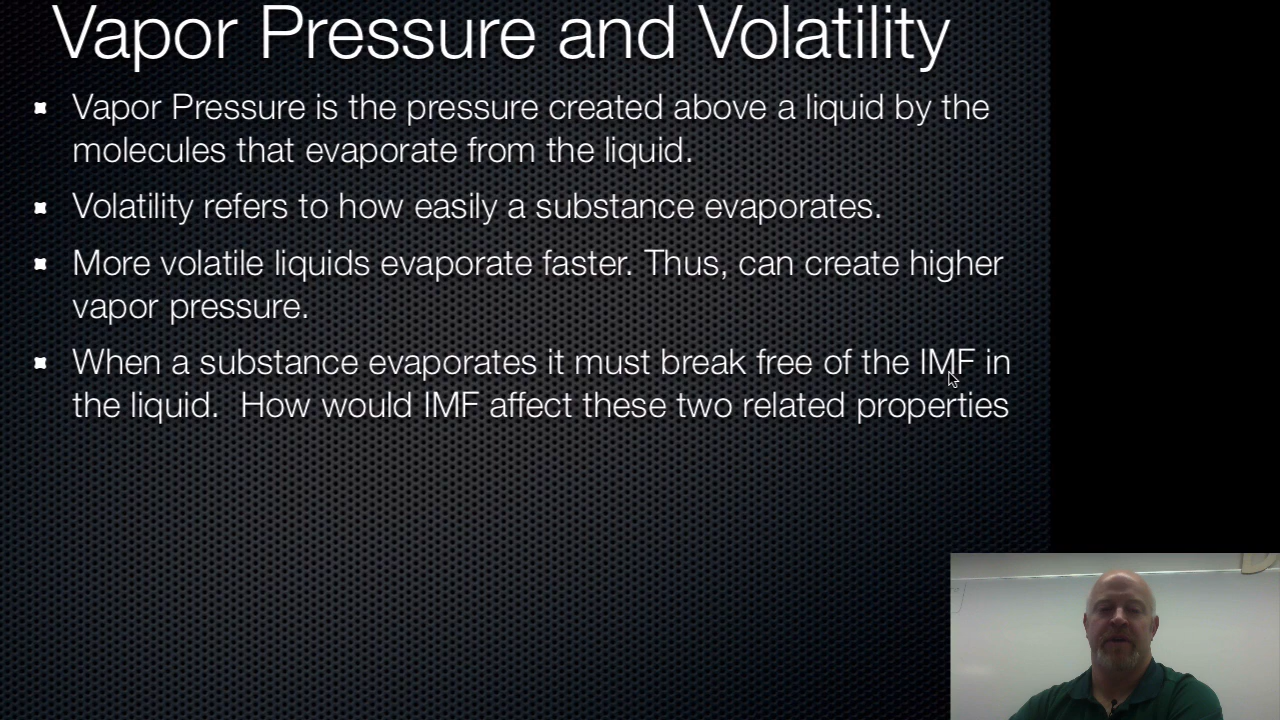 Vapor Pressure and Volatility
Vapor Pressure is the pressure created above a liquid by the
molecules that evaporate from the liquid.
Volatility refers to how easily a substance evaporates.
More volatile liquids evaporate faster. Thus, can create higher
vapor pressure.
When a substance evaporates it must break free of the IMF in
the liquid.  How would IMF affect these two related properties